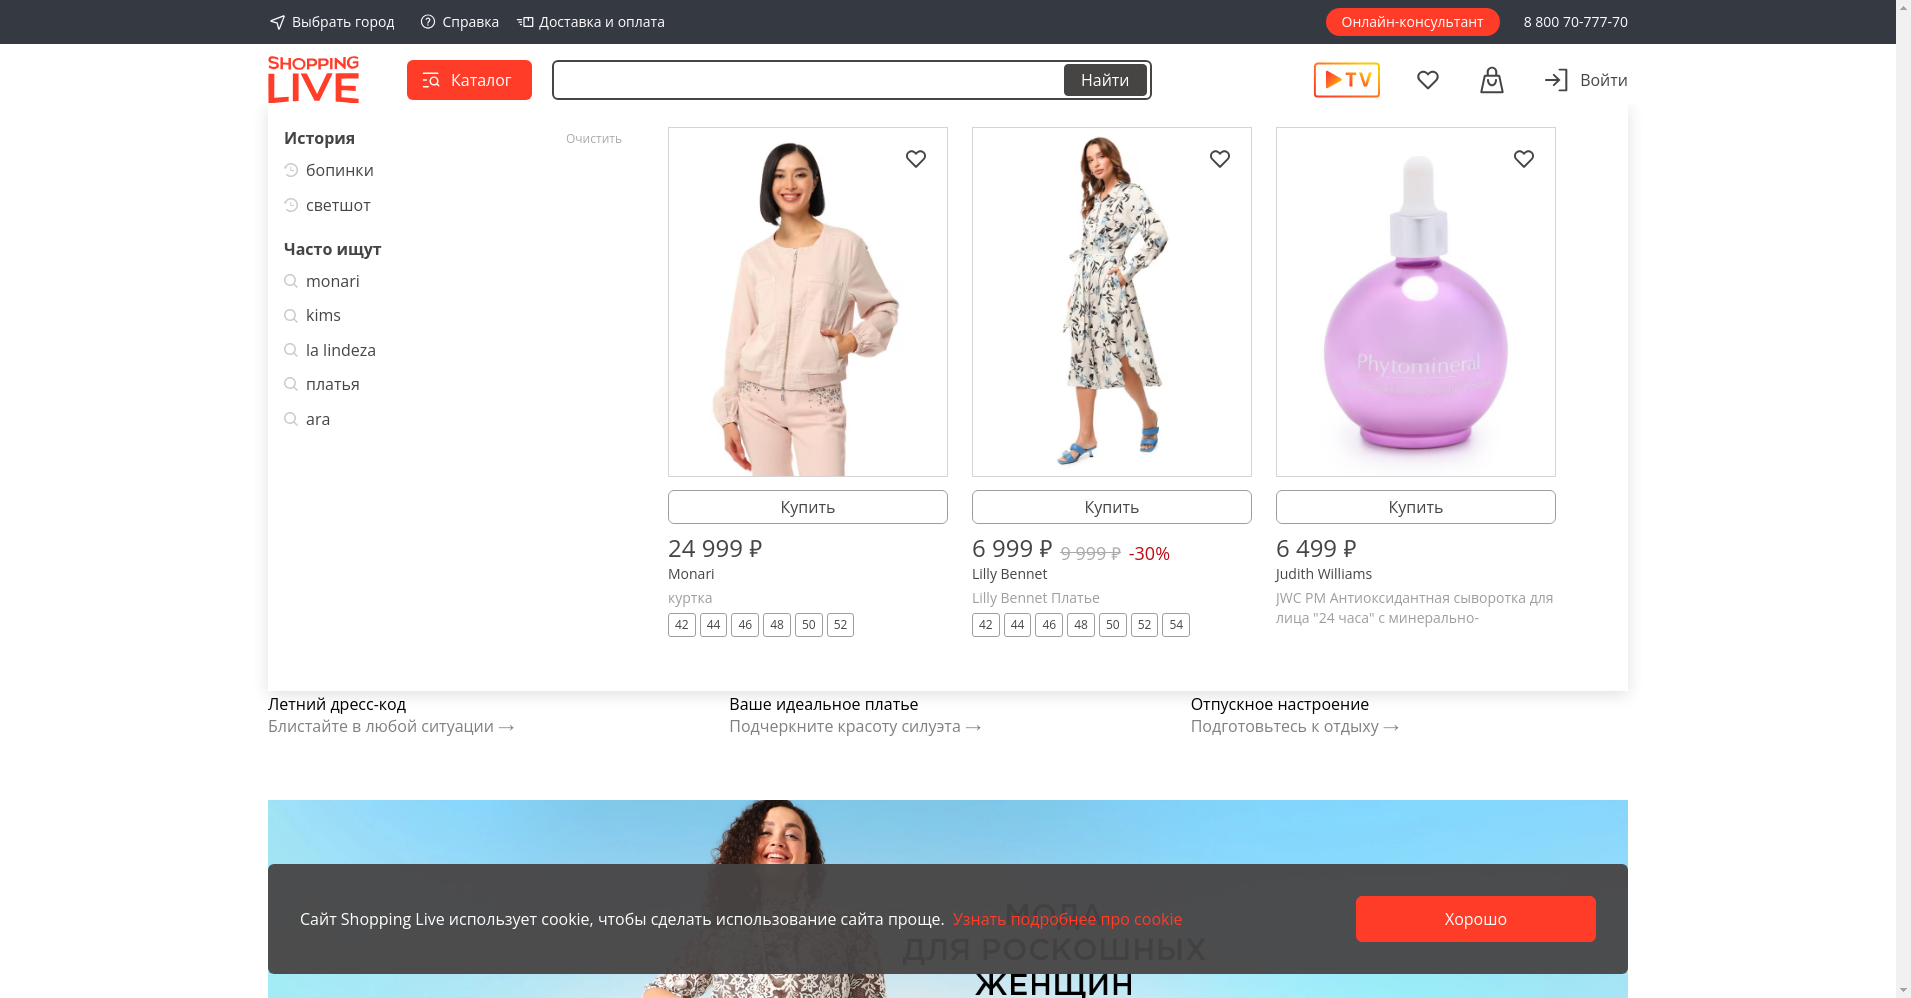 Выбрать город
Справка
Доставка и оплата
Онлайн-консультант
8 800 70-777-70
SHOPPING
LIVE
Каталог
Найти
TV
Войти
История
Очистить
бопинки
светшот
Часто ищут
monari
kims
la lindeza
платья
ara
Phytomineral
Купить
Купить
Купить
24 999 ₽
6 999 ₽ 9 999 ₽ -30%
6 499 ₽
Monari
Lilly Bennet
Judith Williams
куртка
Lilly Bennet Платье
JWC PM Антиоксидантная сыворотка для
лица "24 часа" с минерально-
42 44 46 48 50 52
42 44 46 48 50 52 54
Летний дресс-код
Блистайте в любой ситуации →
Ваше идеальное платье
Подчеркните красоту силуэта →
Отпускное настроение
Подготовьтесь к отдыху →
Сайт Shopping Live использует cookie, чтобы сделать использование сайта проще. Узнать подробнее про cookie
Хорошо
МОДА
ДЛЯ РОСКОШНЫХ
ЖЕНЩИН